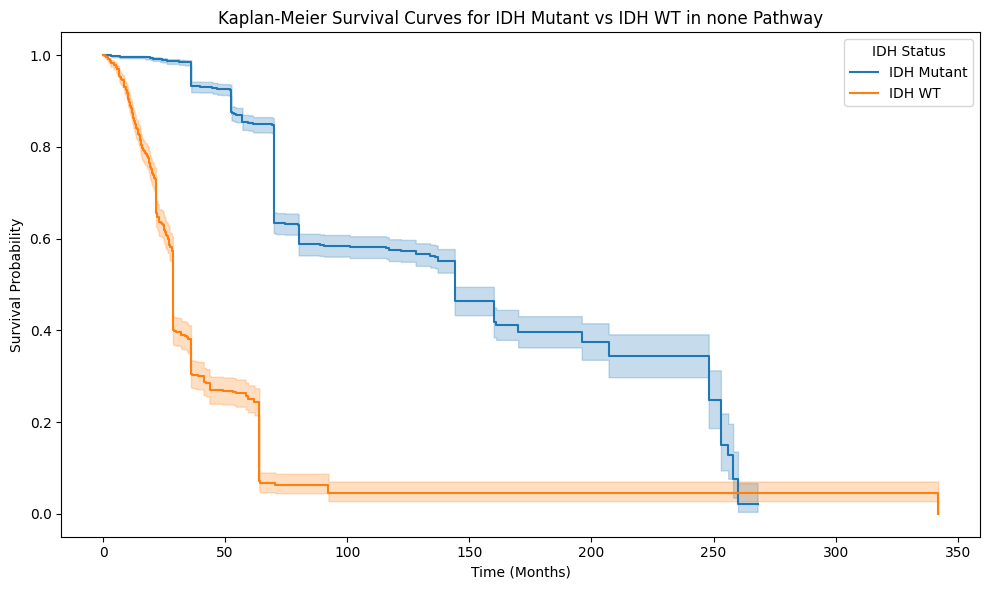 Kaplan-Meier Survival Curves for IDH Mutant vs IDH WT in none Pathway
IDH Status
IDH Mutant
IDH WT
Survival Probability
1.0
0.8
0.6
0.4
0.2
0.0
0 50 100 150 200 250 300 350
Time (Months)